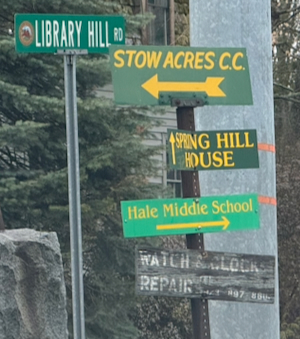 LIBRARY HILL RD
STOW ACRES C.C.
SPRING HILL
HOUSE
Hale Middle School
WATCH & CLOCK
REPAIR